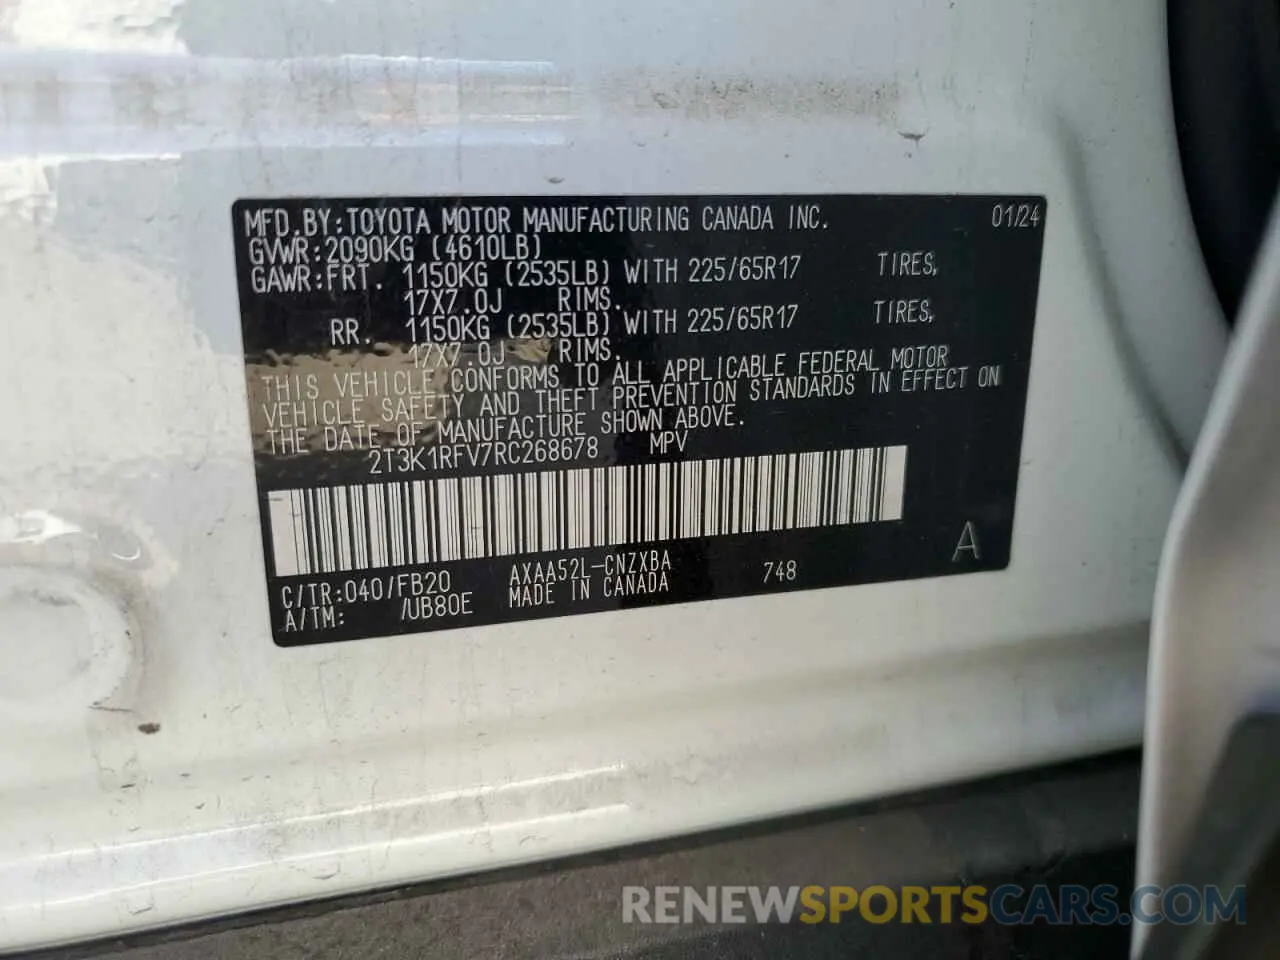 MFD.BY:TOYOTA MOTOR MANUFACTURING CANADA INC. 01/24
GVWR:2090KG (4610LB)
GAWR:FRT. 1150KG (2535LB) WITH 225/65R17 TIRES,
17X7.0J RIMS.
RR. 1150KG (2535LB) WITH 225/65R17 TIRES,
17X7.0J RIMS.
THIS VEHICLE CONFORMS TO ALL APPLICABLE FEDERAL MOTOR
VEHICLE SAFETY AND THEFT PREVENTION STANDARDS IN EFFECT ON
THE DATE OF MANUFACTURE SHOWN ABOVE.
2T3K1RFV7RC268678 MPV
C/TR:040/FB20 AXAA52L-CNZXBA 748 A
A/TM: /UB80E MADE IN CANADA
RENEWSPORTSCARS.COM